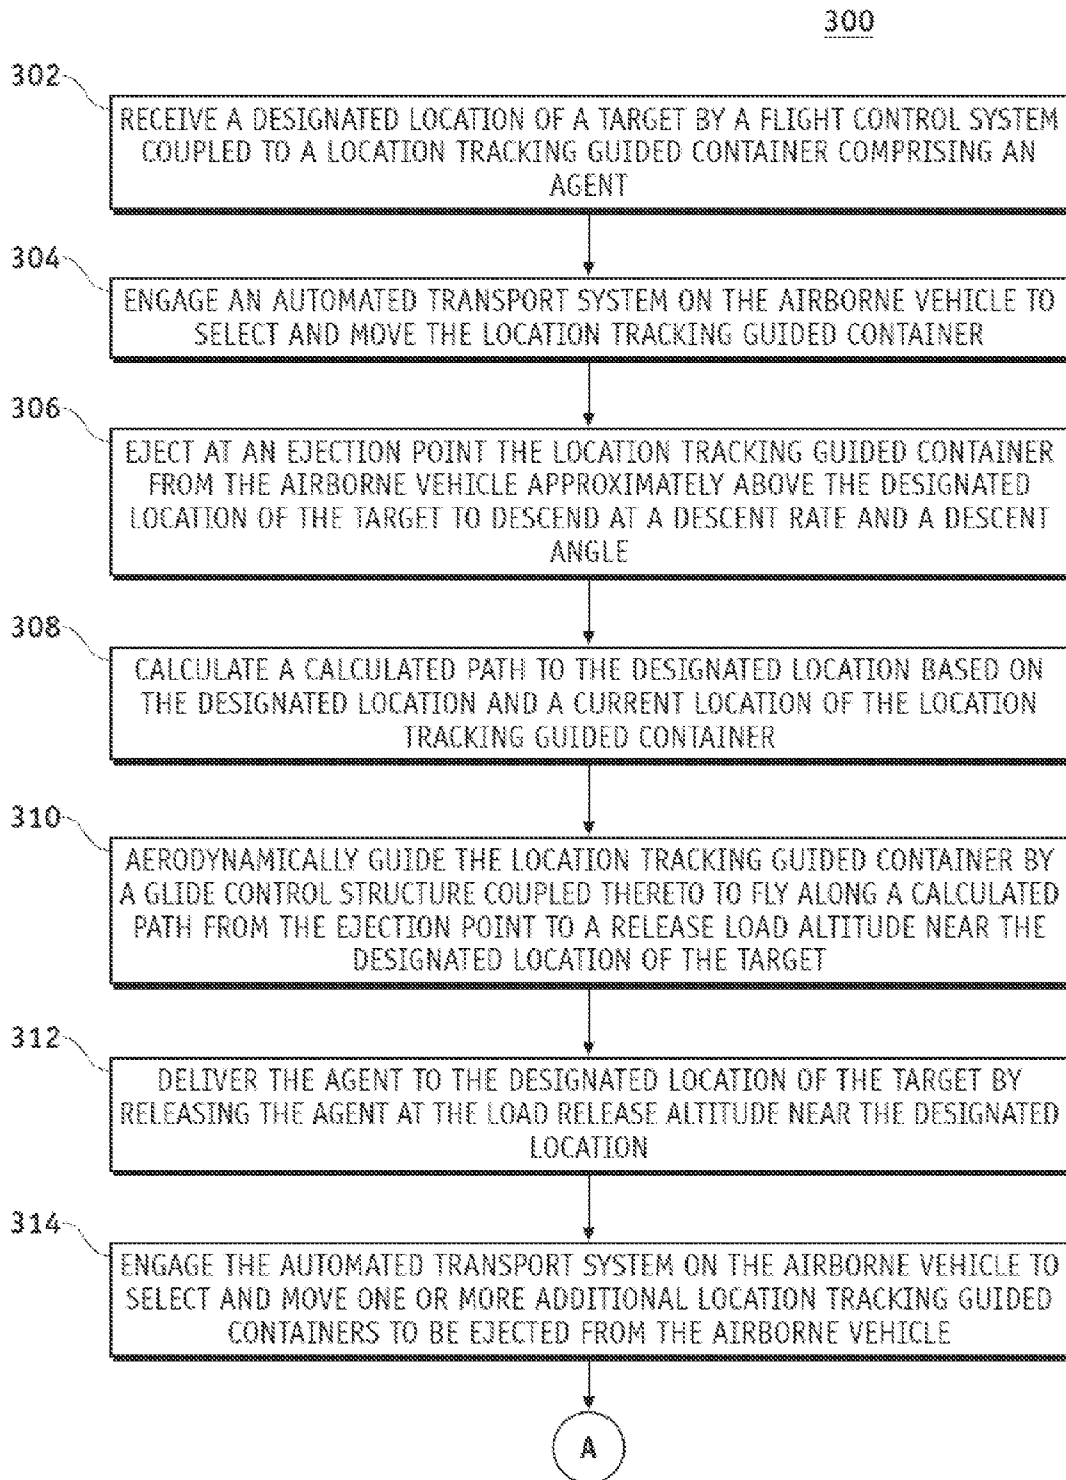 300
302
RECEIVE A DESIGNATED LOCATION OF A TARGET BY A FLIGHT CONTROL SYSTEM
COUPLED TO A LOCATION TRACKING GUIDED CONTAINER COMPRISING AN
AGENT
304
ENGAGE AN AUTOMATED TRANSPORT SYSTEM ON THE AIRBORNE VEHICLE TO
SELECT AND MOVE THE LOCATION TRACKING GUIDED CONTAINER
306
EJECT AT AN EJECTION POINT THE LOCATION TRACKING GUIDED CONTAINER
FROM THE AIRBORNE VEHICLE APPROXIMATELY ABOVE THE DESIGNATED
LOCATION OF THE TARGET TO DESCEND AT A DESCENT RATE AND A DESCENT
ANGLE
308
CALCULATE A CALCULATED PATH TO THE DESIGNATED LOCATION BASED ON
THE DESIGNATED LOCATION AND A CURRENT LOCATION OF THE LOCATION
TRACKING GUIDED CONTAINER
310
AERODYNAMICALLY GUIDE THE LOCATION TRACKING GUIDED CONTAINER BY
A GLIDE CONTROL STRUCTURE COUPLED THERETO TO FLY ALONG A CALCULATED
PATH FROM THE EJECTION POINT TO A RELEASE LOAD ALTITUDE NEAR THE
DESIGNATED LOCATION OF THE TARGET
312
DELIVER THE AGENT TO THE DESIGNATED LOCATION OF THE TARGET BY
RELEASING THE AGENT AT THE LOAD RELEASE ALTITUDE NEAR THE DESIGNATED
LOCATION
314
ENGAGE THE AUTOMATED TRANSPORT SYSTEM ON THE AIRBORNE VEHICLE TO
SELECT AND MOVE ONE OR MORE ADDITIONAL LOCATION TRACKING GUIDED
CONTAINERS TO BE EJECTED FROM THE AIRBORNE VEHICLE
A